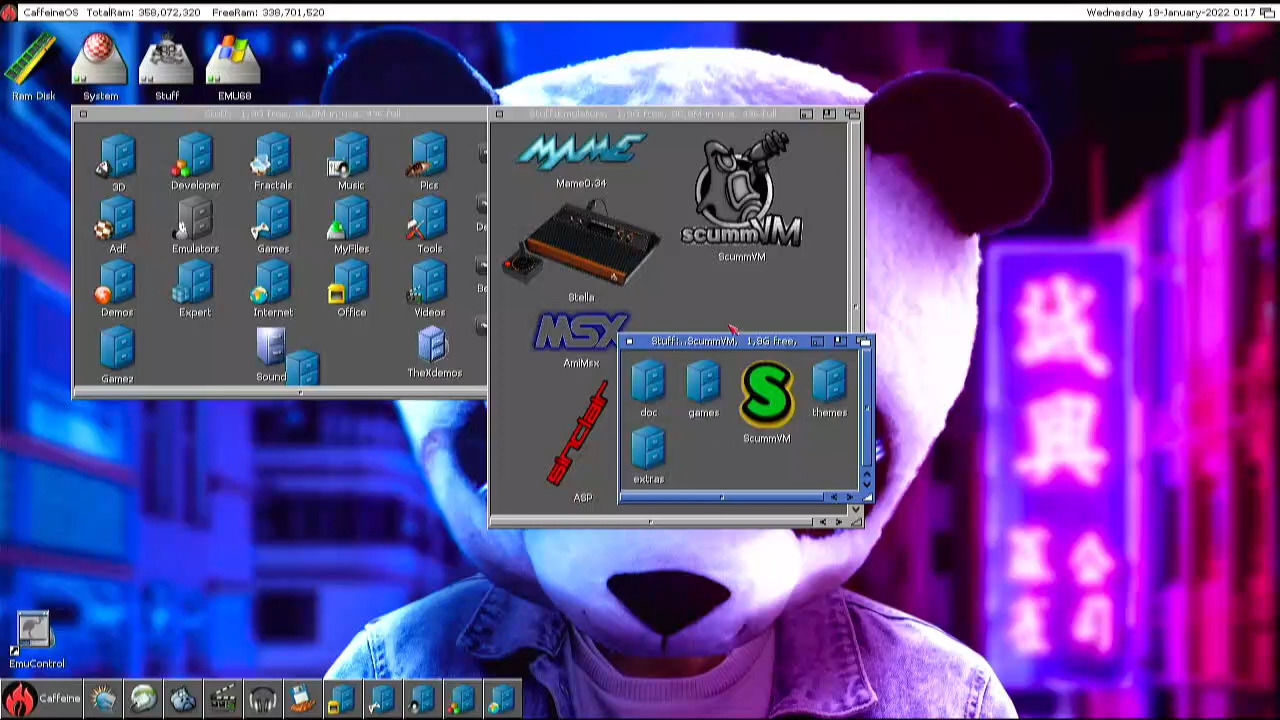 CaffeineOS TotalRam: 358,072,320 FreeRam: 338,701,520
Wednesday 19-January-2022 0:17
Ram Disk
System
Stuff
EMU68
3D
Developer
Fractals
Music
Pics
Adf
Emulators
Games
MyFiles
Tools
Demos
Expert
Internet
Office
Videos
Gamez
Sound
TheXdemos
MAME
Mame0.34
scummVM
ScummVM
Stella
MSX
AmiMsx
sinclair
ASP
Stuff:..ScummVM, 1,9G free,
doc
games
S
ScummVM
themes
extras
EmuControl
Caffeine